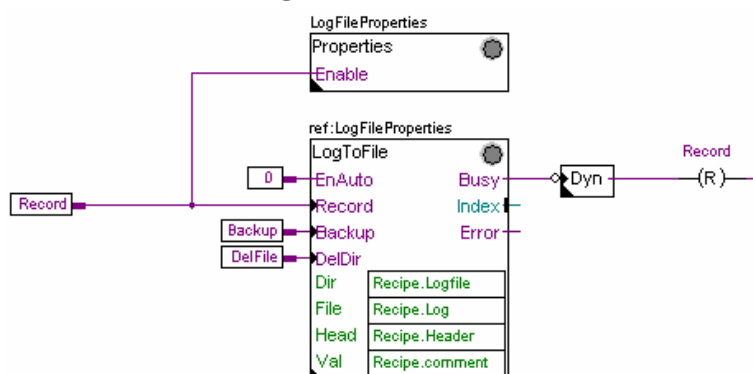 LogFileProperties
Properties
Enable
ref:LogFileProperties
LogToFile
0 EnAuto Busy Dyn Record (R)
Record Record Index
Backup Backup Error
DelFile DelDir
Dir Recipe.Logfile
File Recipe.Log
Head Recipe.Header
Val Recipe.comment